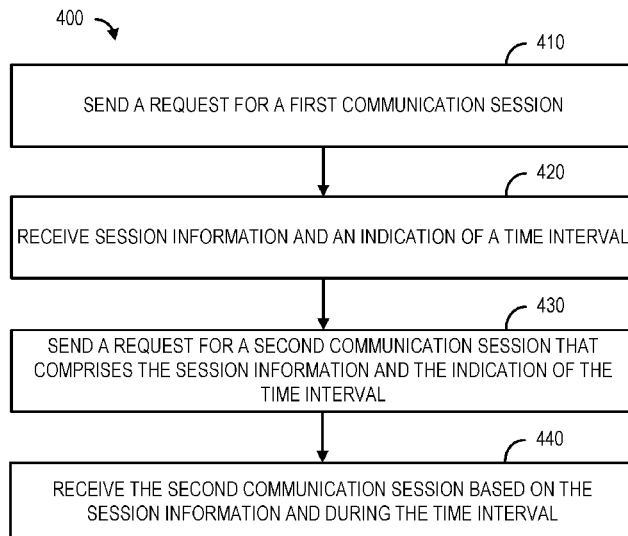 400
410
SEND A REQUEST FOR A FIRST COMMUNICATION SESSION
420
RECEIVE SESSION INFORMATION AND AN INDICATION OF A TIME INTERVAL
430
SEND A REQUEST FOR A SECOND COMMUNICATION SESSION THAT
COMPRISES THE SESSION INFORMATION AND THE INDICATION OF THE
TIME INTERVAL
440
RECEIVE THE SECOND COMMUNICATION SESSION BASED ON THE
SESSION INFORMATION AND DURING THE TIME INTERVAL